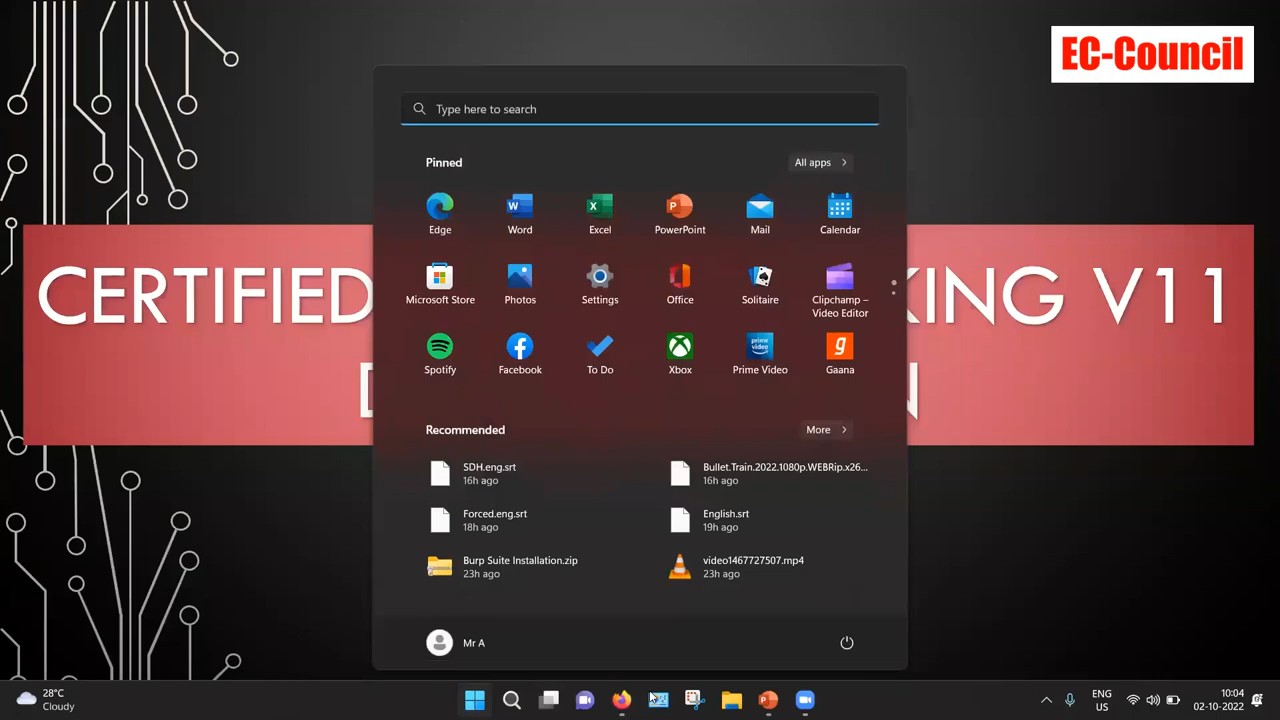 EC-Council
Type here to search
Pinned
All apps
Edge
Word
Excel
PowerPoint
Mail
Calendar
Microsoft Store
Photos
Settings
Office
Solitaire
Clipchamp –
Video Editor
CERTIFIED
KING V11
Spotify
Facebook
To Do
Xbox
prime video
Prime Video
Gaana
Recommended
More
SDH.eng.srt
16h ago
Bullet.Train.2022.1080p.WEBRip.x26...
16h ago
Forced.eng.srt
18h ago
English.srt
19h ago
Burp Suite Installation.zip
23h ago
video1467727507.mp4
23h ago
Mr A
28°C
Cloudy
ENG
US
10:04
02-10-2022